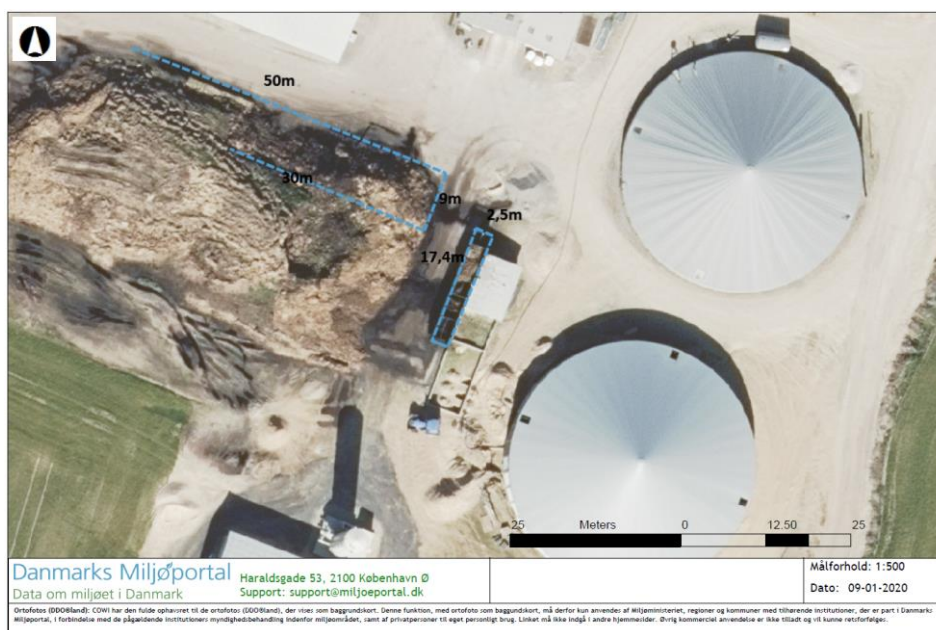 50m
30m
9m
2,5m
17,4m
25 Meters 0 12.50 25
Danmarks Miljøportal
Data om miljøet i Danmark
Haraldsgade 53, 2100 København Ø
Support: support@miljoeportal.dk
Målforhold: 1:500
Dato: 09-01-2020
Ortofotos (DDO®land): COWI har den fulde ophavsret til de ortofotos (DDO®land), der vises som baggrundskort. Denne funktion, med ortofoto som baggrundskort, må derfor kun anvendes af Miljøministeriet, regioner og kommuner med tilhørende institutioner, der er part i Danmarks
Miljøportal, i forbindelse med de pågældende institutioners myndighedsbehandling indenfor miljøområdet, samt af privatpersoner til eget personligt brug. Linket må ikke indgå i andre hjemmesider. Øvrig kommerciel anvendelse er ikke tilladt og vil kunne retsforfølges.